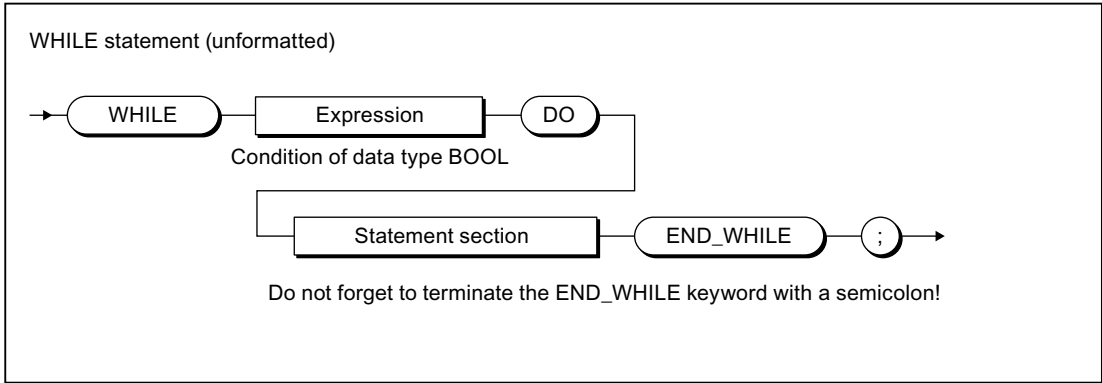 WHILE statement (unformatted)
WHILE Expression DO
Condition of data type BOOL
Statement section END_WHILE ;
Do not forget to terminate the END_WHILE keyword with a semicolon!